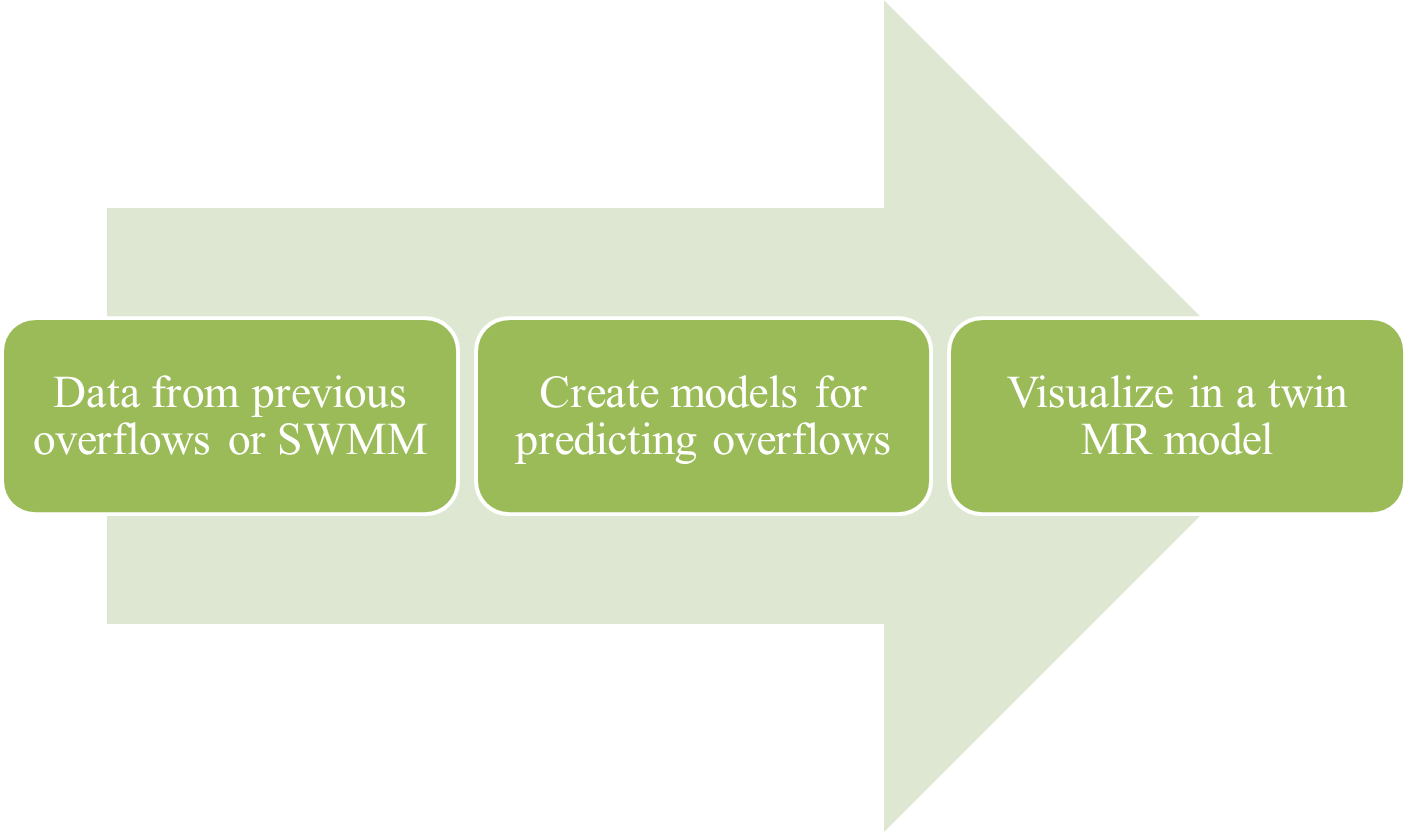 Data from previous
overflows or SWMM
Create models for
predicting overflows
Visualize in a twin
MR model